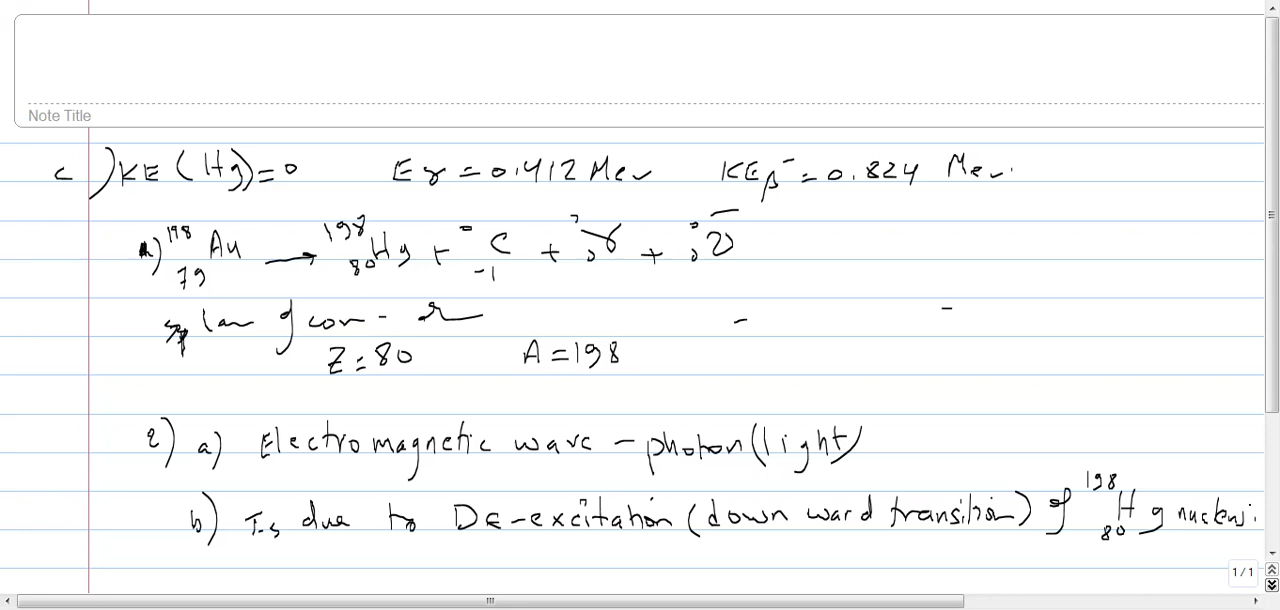 Note Title
c ) KE (Hg) = 0 Eγ = 0.412 Mev KEβ⁻ = 0.824 Mev.
1) ¹⁹⁸₇₉Au → ¹⁹⁸₈₀Hg + ⁰₋₁e + ⁰₀γ + ⁰₀ν̅
law of con -
Z = 80 A = 198
2) a) Electromagnetic wave - photon (light)
b) Is due to De-excitation (down ward transition) of ¹⁹⁸₈₀Hg nucleus.
1 / 1